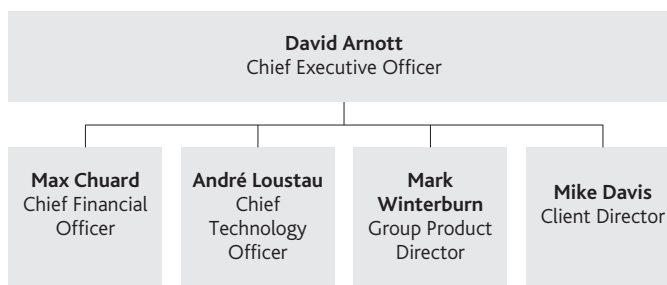 David Arnott
Chief Executive Officer
Max Chuard
Chief Financial
Officer
André Loustau
Chief
Technology
Officer
Mark
Winterburn
Group Product
Director
Mike Davis
Client Director